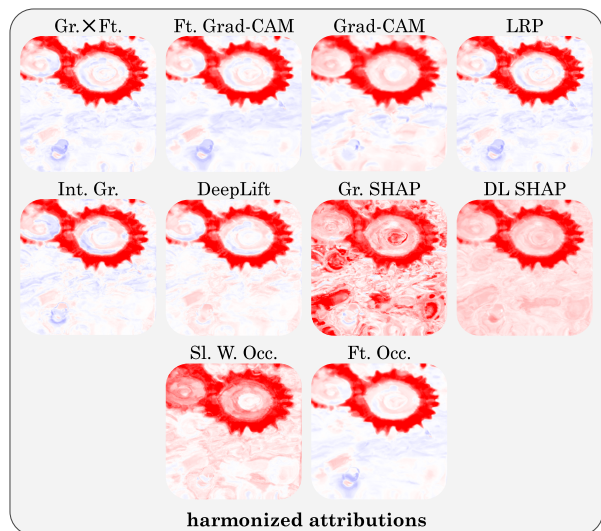 Gr.×Ft. Ft. Grad-CAM Grad-CAM LRP
Int. Gr. DeepLift Gr. SHAP DL SHAP
Sl. W. Occ. Ft. Occ.
harmonized attributions